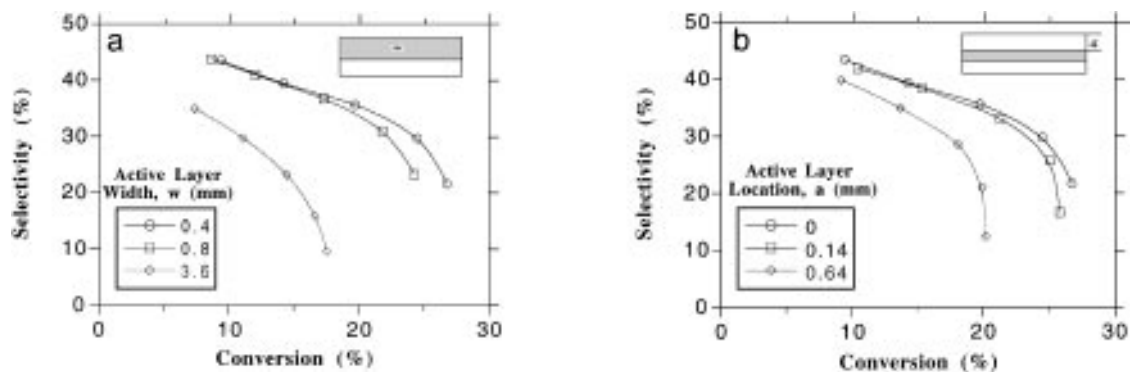 a
50
40
30
20
10
0
Selectivity (%)
Active Layer
Width, w (mm)
0.4
0.8
3.6
0 10 20 30
Conversion (%)
b
a
50
40
30
20
10
0
Selectivity (%)
Active Layer
Location, a (mm)
0
0.14
0.64
0 10 20 30
Conversion (%)